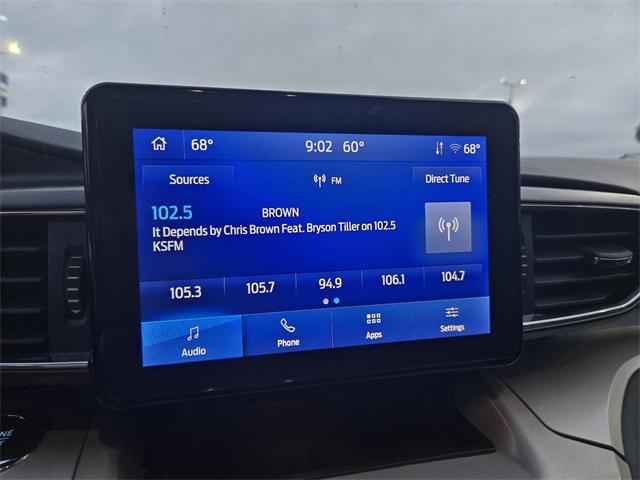 68° 9:02 60° 68°
Sources FM Direct Tune
102.5 BROWN
It Depends by Chris Brown Feat. Bryson Tiller on 102.5
KSFM
105.3 105.7 94.9 106.1 104.7
Audio Phone Apps Settings